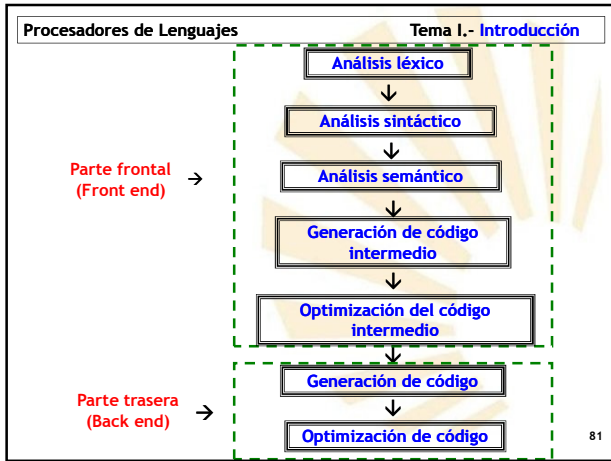 Procesadores de Lenguajes Tema I.- Introducción
Análisis léxico
↓
Análisis sintáctico
↓
Parte frontal
(Front end) →
Análisis semántico
↓
Generación de código
intermedio
↓
Optimización del código
intermedio
↓
Generación de código
Parte trasera
(Back end) →
↓
Optimización de código
81